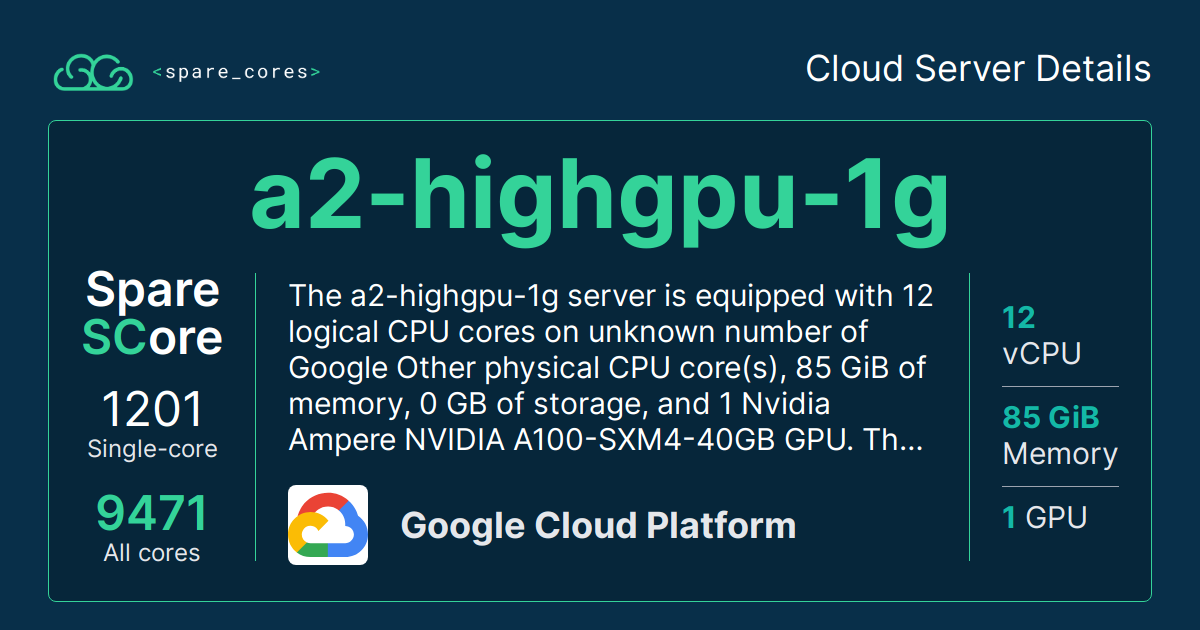 <spare_cores>
Cloud Server Details
a2-highgpu-1g
Spare
SCore
1201
Single-core
9471
All cores
The a2-highgpu-1g server is equipped with 12
logical CPU cores on unknown number of
Google Other physical CPU core(s), 85 GiB of
memory, 0 GB of storage, and 1 Nvidia
Ampere NVIDIA A100-SXM4-40GB GPU. Th...
Google Cloud Platform
12
vCPU
85 GiB
Memory
1 GPU